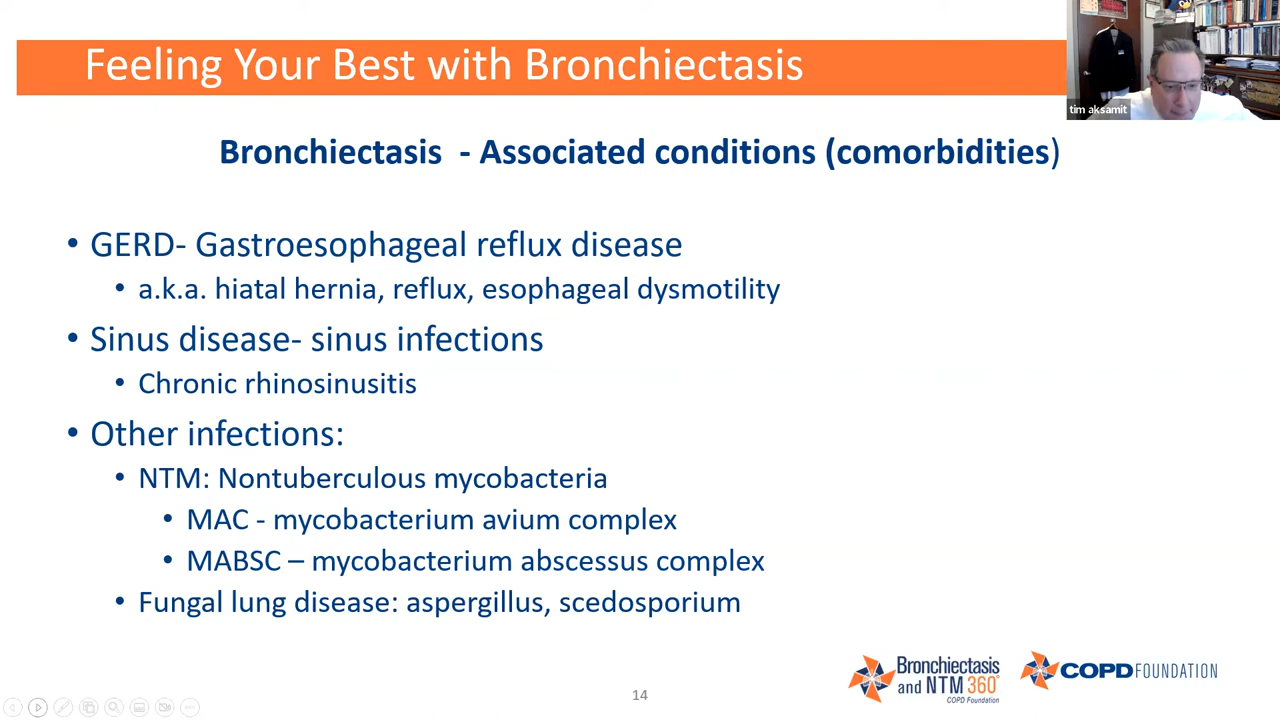 Feeling Your Best with Bronchiectasis
tim aksamit
Bronchiectasis - Associated conditions (comorbidities)
• GERD- Gastroesophageal reflux disease
• a.k.a. hiatal hernia, reflux, esophageal dysmotility
• Sinus disease- sinus infections
• Chronic rhinosinusitis
• Other infections:
• NTM: Nontuberculous mycobacteria
• MAC - mycobacterium avium complex
• MABSC – mycobacterium abscessus complex
• Fungal lung disease: aspergillus, scedosporium
Bronchiectasis
and NTM 360°
COPD Foundation
COPD FOUNDATION
14